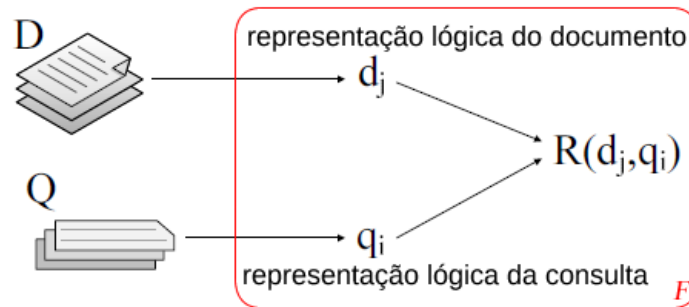 D
representação lógica do documento
dj
R(dj,qi)
Q
qi
representação lógica da consulta
F